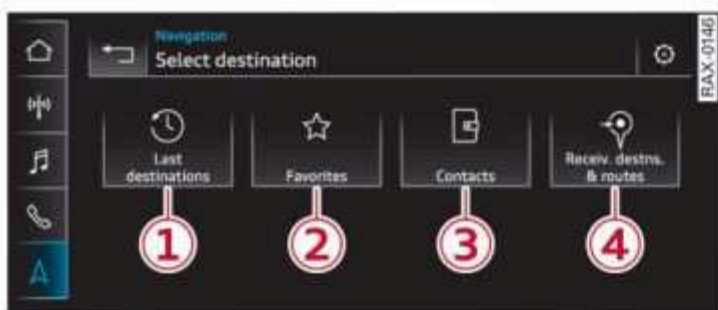 Navigation
Select destination
RAX-0146
Last
destinations
Favorites
Contacts
Receiv. destns.
& routes
1
2
3
4